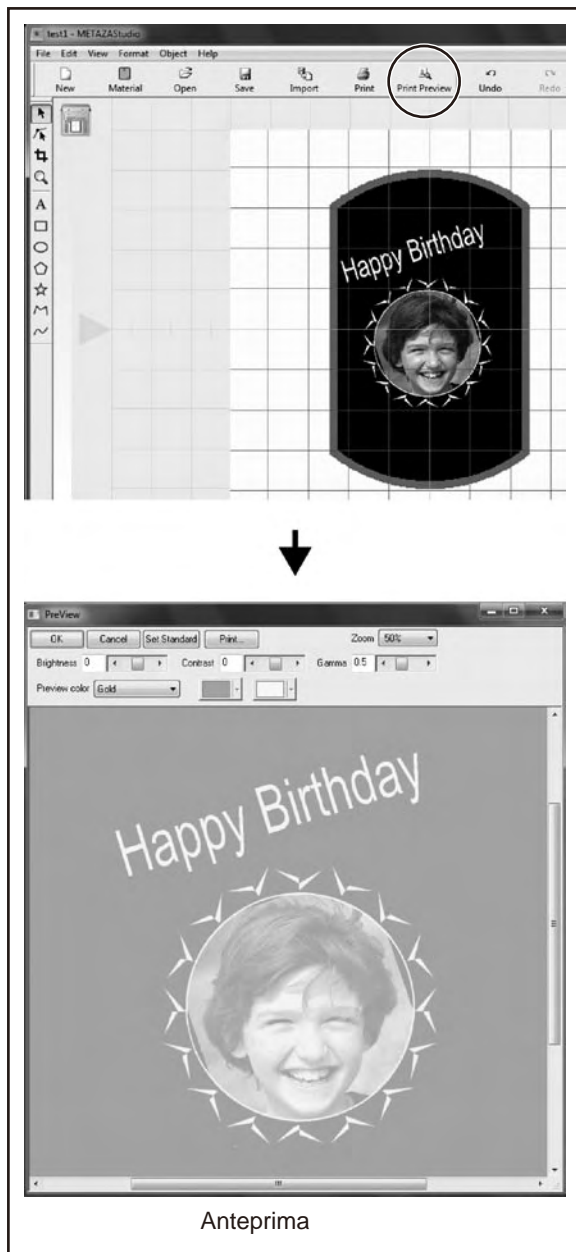 test1 - METAZAStudio
File Edit View Format Object Help
New Material Open Save Import Print Print Preview Undo Redo
A
Happy Birthday
PreView
OK Cancel Set Standard Print... Zoom 50%
Brightness 0 Contrast 0 Gamma 0.5
Preview color Gold
Happy Birthday
Anteprima